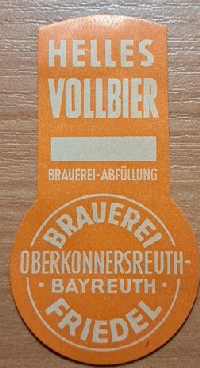 HELLES
VOLLBIER
BRAUEREI-ABFÜLLUNG
BRAUEREI
OBERKONNERSREUTH-
· BAYREUTH ·
FRIEDEL